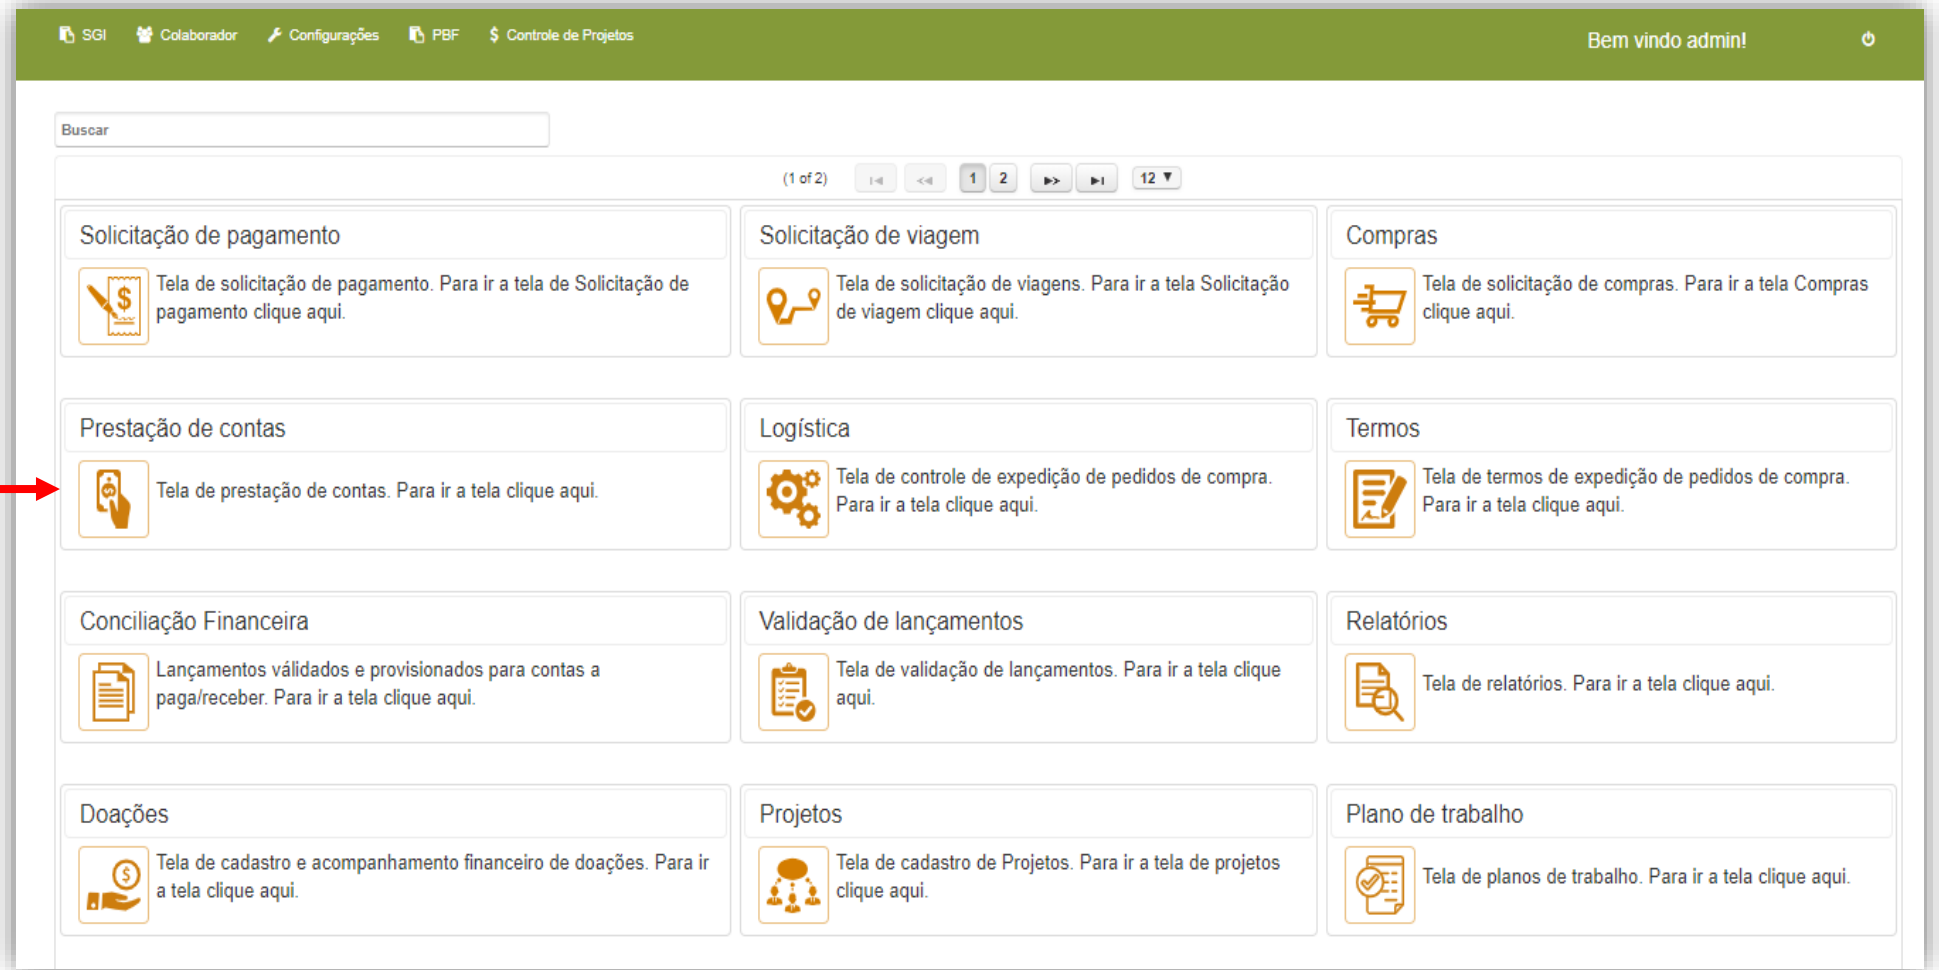 SGI Colaborador Configurações PBF $ Controle de Projetos Bem vindo admin!
Buscar
(1 of 2) 1 2 12
Solicitação de pagamento
Tela de solicitação de pagamento. Para ir a tela de Solicitação de
pagamento clique aqui.
Solicitação de viagem
Tela de solicitação de viagens. Para ir a tela Solicitação
de viagem clique aqui.
Compras
Tela de solicitação de compras. Para ir a tela Compras
clique aqui.
Prestação de contas
Tela de prestação de contas. Para ir a tela clique aqui.
Logística
Tela de controle de expedição de pedidos de compra.
Para ir a tela clique aqui.
Termos
Tela de termos de expedição de pedidos de compra.
Para ir a tela clique aqui.
Conciliação Financeira
Lançamentos válidados e provisionados para contas a
paga/receber. Para ir a tela clique aqui.
Validação de lançamentos
Tela de validação de lançamentos. Para ir a tela clique
aqui.
Relatórios
Tela de relatórios. Para ir a tela clique aqui.
Doações
Tela de cadastro e acompanhamento financeiro de doações. Para ir
a tela clique aqui.
Projetos
Tela de cadastro de Projetos. Para ir a tela de projetos
clique aqui.
Plano de trabalho
Tela de planos de trabalho. Para ir a tela clique aqui.